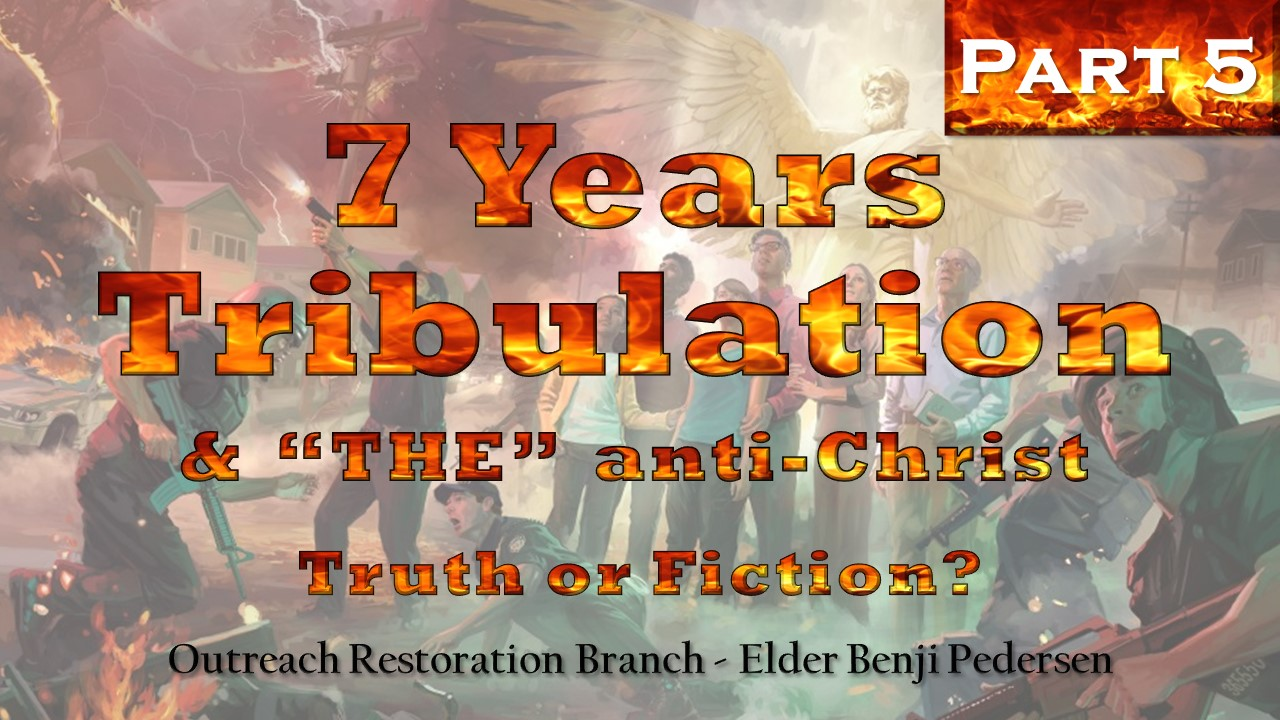 Part 5
7 Years
Tribulation
& “THE” anti-Christ
Truth or Fiction?
Outreach Restoration Branch - Elder Benji Pedersen